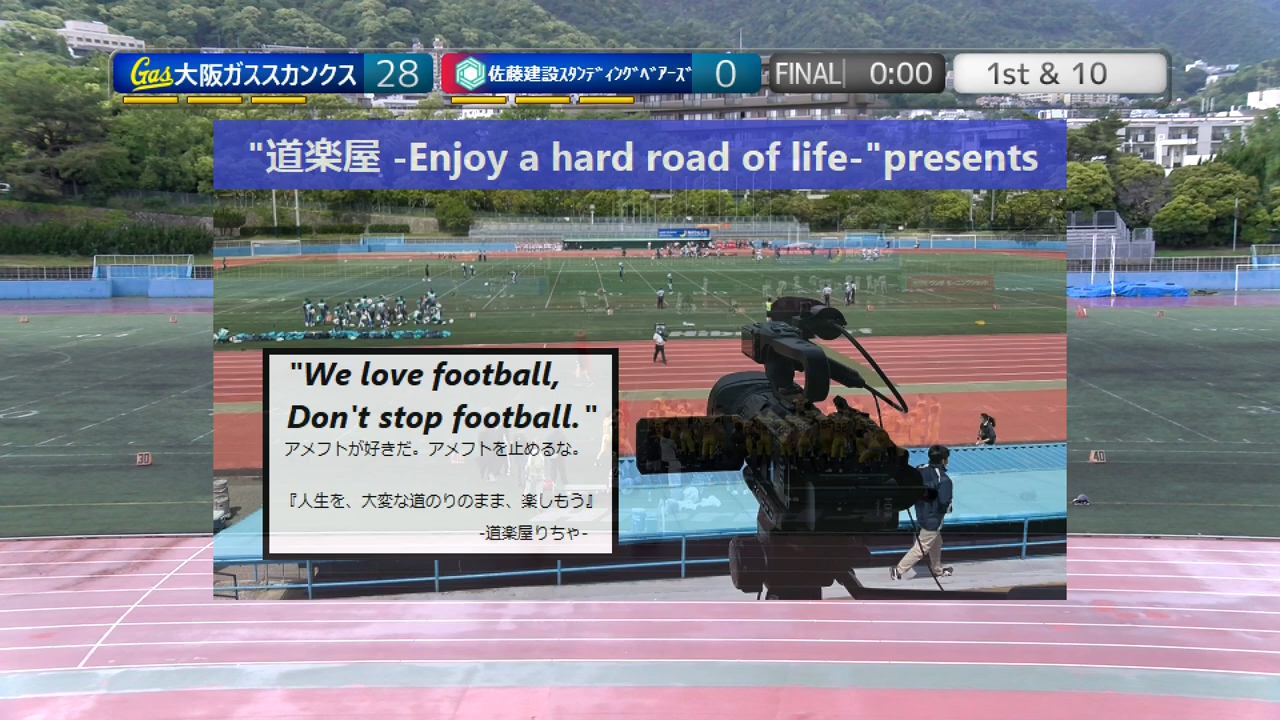 Gas 大阪ガススカンクス 28 佐藤建設スタンディングベアーズ 0 FINAL 0:00 1st & 10
"道楽屋 -Enjoy a hard road of life-"presents
"We love football,
Don't stop football."
アメフトが好きだ。アメフトを止めるな。
『人生を、大変な道のりのまま、楽しもう』
-道楽屋りちゃ-
30
40